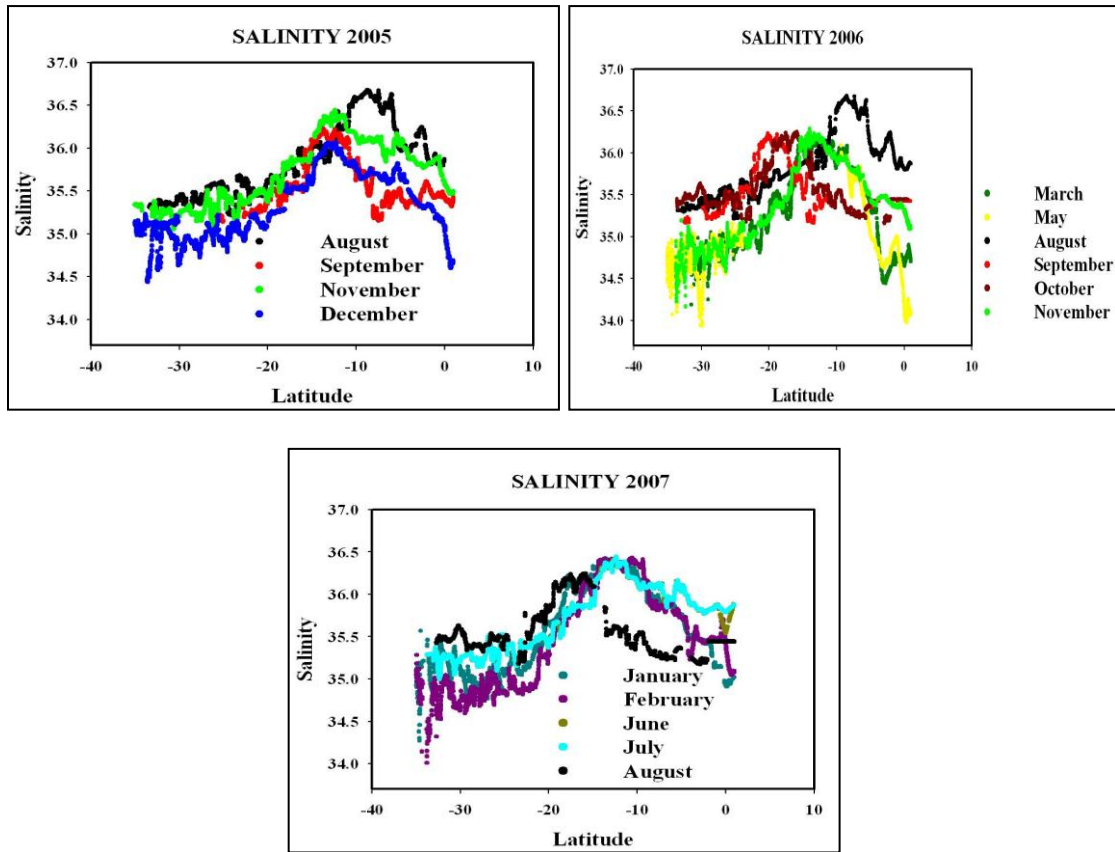 SALINITY 2005
Salinity
37.0
36.5
36.0
35.5
35.0
34.5
34.0
August
September
November
December
-40 -30 -20 -10 0 10
Latitude
SALINITY 2006
Salinity
37.0
36.5
36.0
35.5
35.0
34.5
34.0
-40 -30 -20 -10 0 10
Latitude
March
May
August
September
October
November
SALINITY 2007
Salinity
37.0
36.5
36.0
35.5
35.0
34.5
34.0
January
February
June
July
August
-40 -30 -20 -10 0 10
Latitude